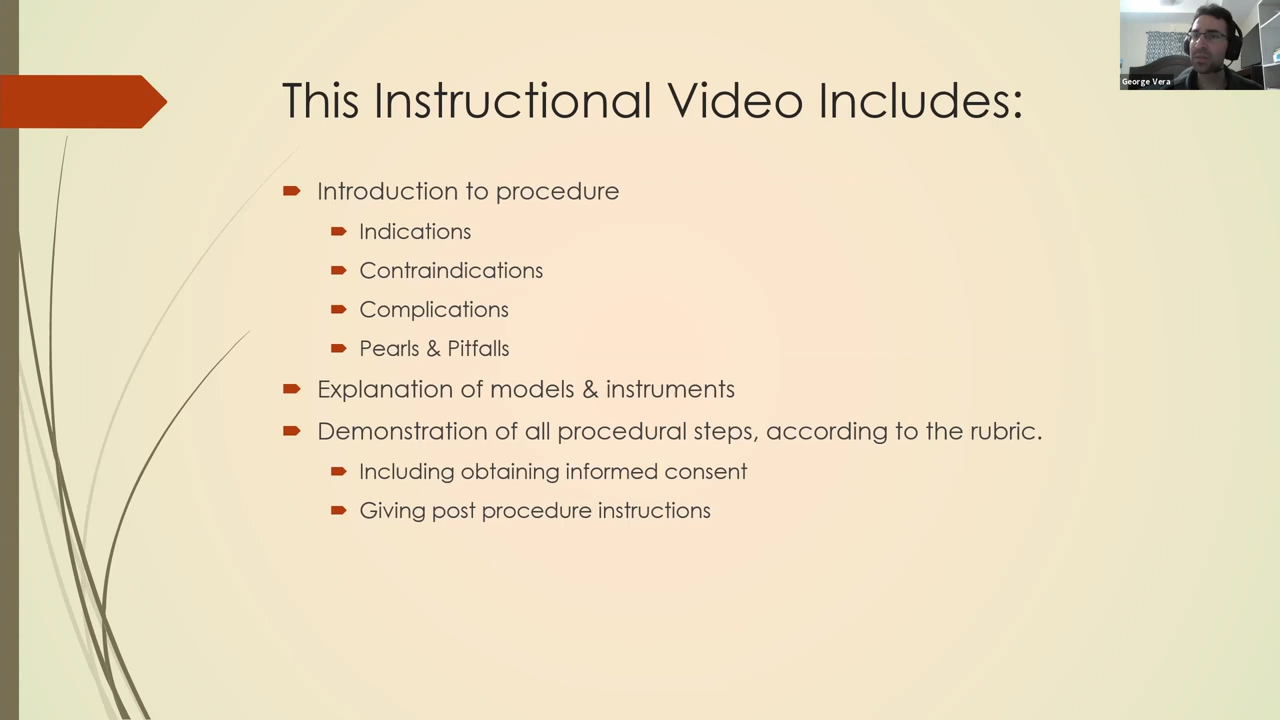 George Vera
This Instructional Video Includes:
Introduction to procedure
Indications
Contraindications
Complications
Pearls & Pitfalls
Explanation of models & instruments
Demonstration of all procedural steps, according to the rubric.
Including obtaining informed consent
Giving post procedure instructions